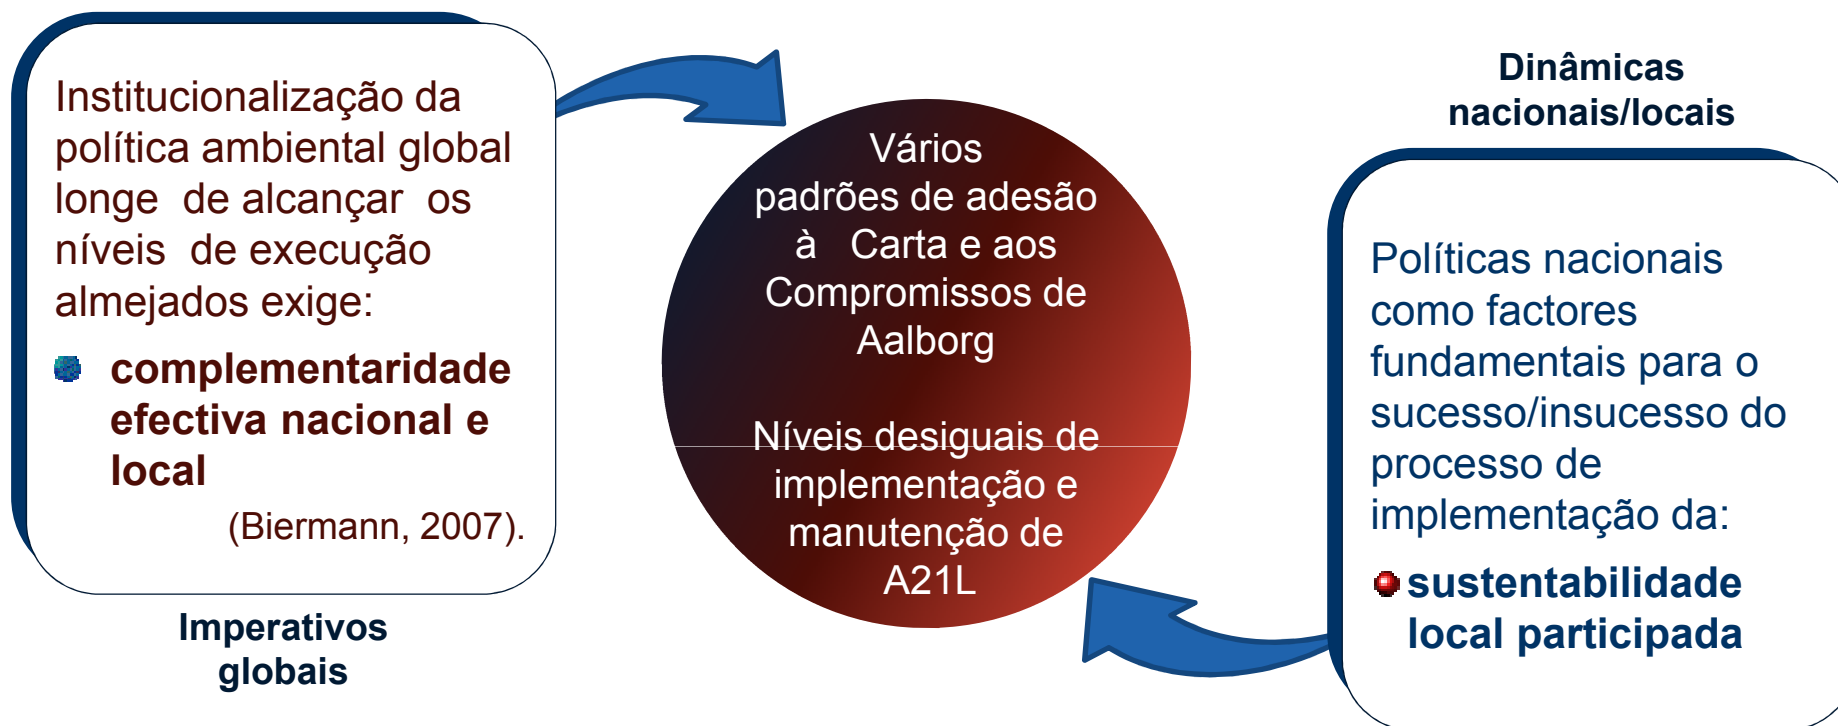 Institucionalização da
política ambiental global
longe de alcançar os
níveis de execução
almejados exige:
complementaridade
efectiva nacional e
local
(Biermann, 2007).
Imperativos
globais
Vários
padrões de adesão
à Carta e aos
Compromissos de
Aalborg
Níveis desiguais de
implementação e
manutenção de
A21L
Dinâmicas
nacionais/locais
Políticas nacionais
como factores
fundamentais para o
sucesso/insucesso do
processo de
implementação da:
sustentabilidade
local participada